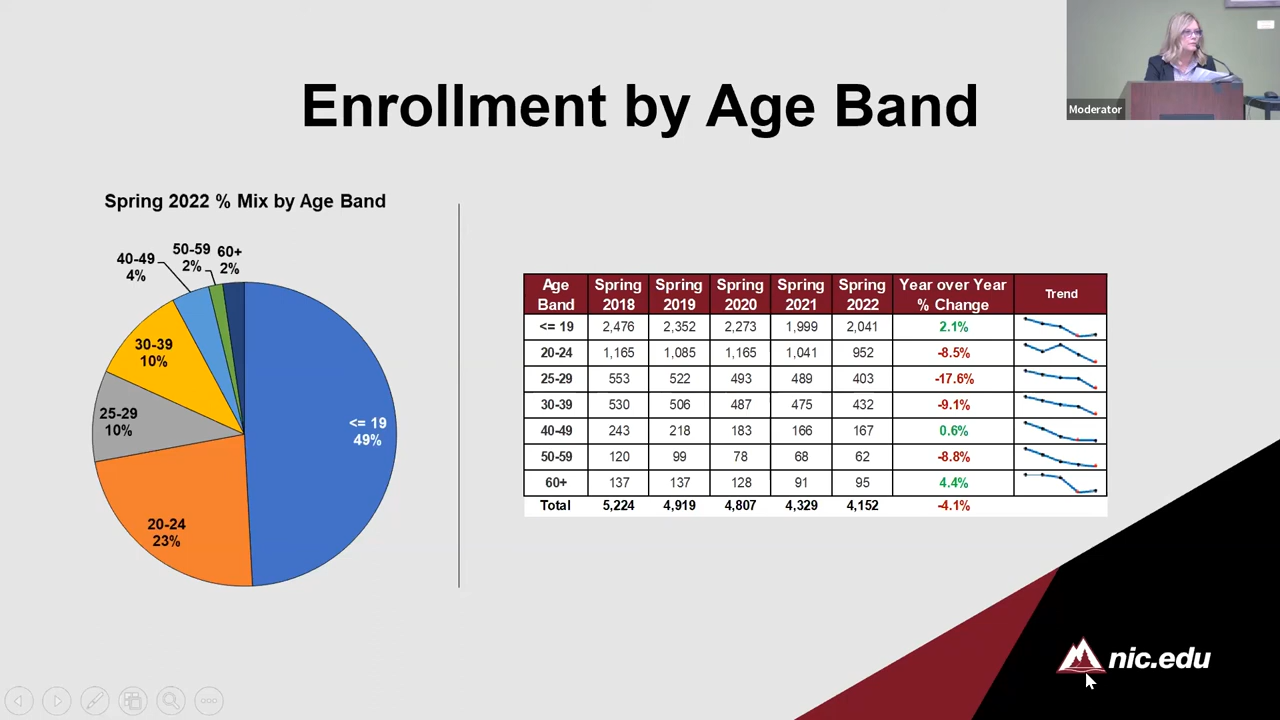 Enrollment by Age Band
Moderator
Spring 2022 % Mix by Age Band
40-49
4%
50-59
2%
60+
2%
30-39
10%
25-29
10%
<= 19
49%
20-24
23%
Age Band Spring 2018 Spring 2019 Spring 2020 Spring 2021 Spring 2022 Year over Year % Change Trend
<= 19 2,476 2,352 2,273 1,999 2,041 2.1%
20-24 1,165 1,085 1,165 1,041 952 -8.5%
25-29 553 522 493 489 403 -17.6%
30-39 530 506 487 475 432 -9.1%
40-49 243 218 183 166 167 0.6%
50-59 120 99 78 68 62 -8.8%
60+ 137 137 128 91 95 4.4%
Total 5,224 4,919 4,807 4,329 4,152 -4.1%
nic.edu